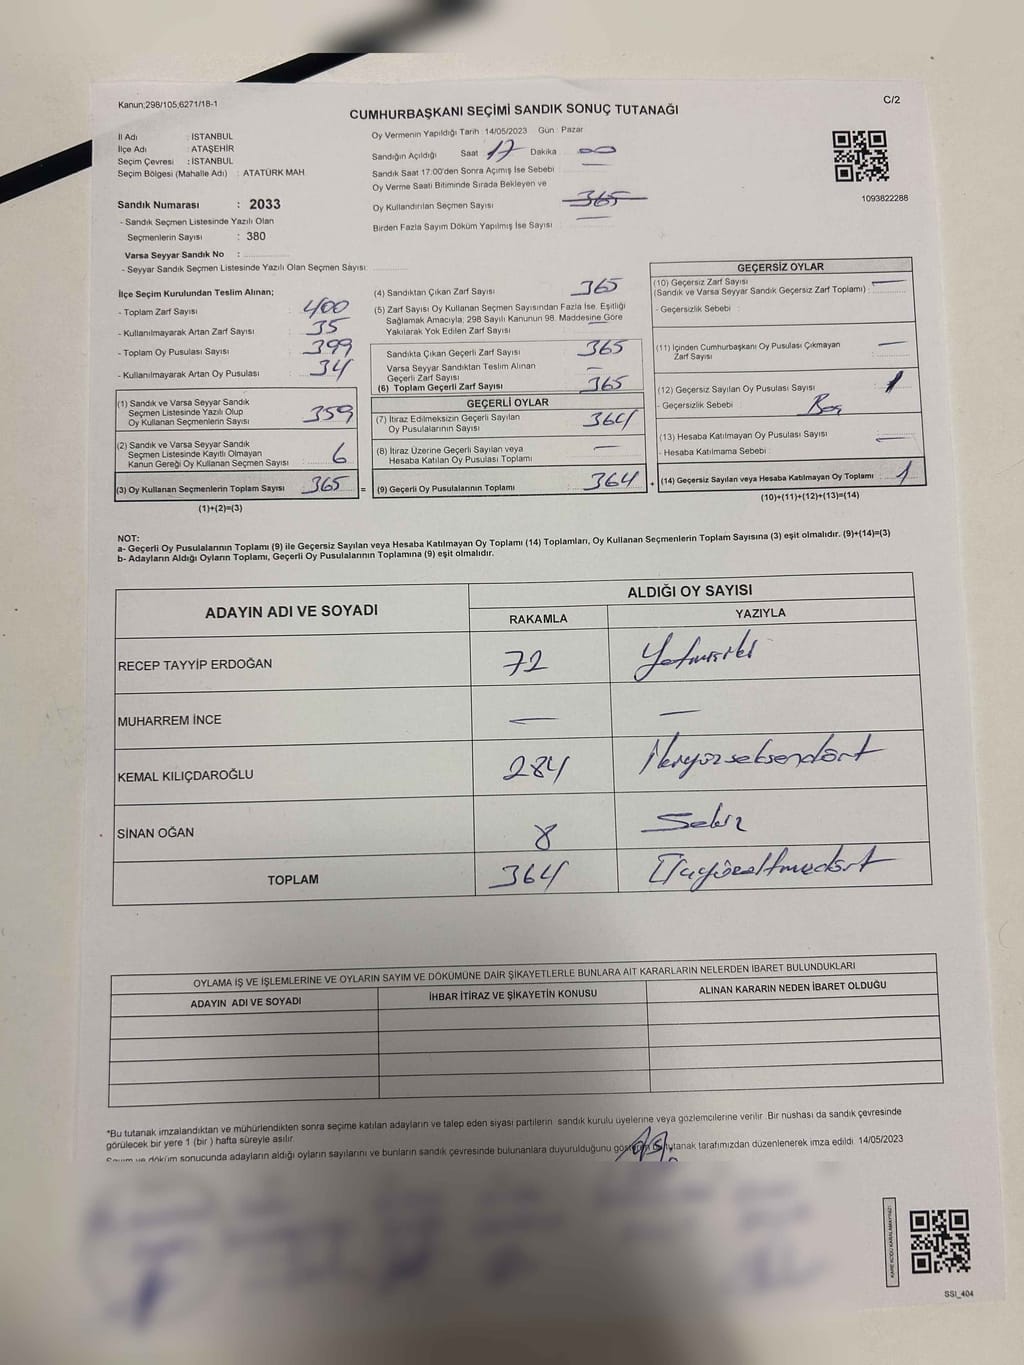 Kanun;298/105;6271/18-1
C/2
CUMHURBAŞKANI SEÇİMİ SANDIK SONUÇ TUTANAĞI
İl Adı : İSTANBUL
İlçe Adı : ATAŞEHİR
Seçim Çevresi : İSTANBUL
Seçim Bölgesi (Mahalle Adı) : ATATÜRK MAH
Sandık Numarası : 2033
- Sandık Seçmen Listesinde Yazılı Olan
Seçmenlerin Sayısı : 380
Varsa Seyyar Sandık No :
- Seyyar Sandık Seçmen Listesinde Yazılı Olan Seçmen Sayısı:
Oy Vermenin Yapıldığı Tarih 14/05/2023 Gün Pazar
Sandığın Açıldığı Saat 17 Dakika 00
Sandık Saat 17:00'den Sonra Açımış İse Sebebi
Oy Verme Saati Bitiminde Sırada Bekleyen ve
Oy Kullandırılan Seçmen Sayısı 365
Birden Fazla Sayım Döküm Yapılmış İse Sayısı
1093822288
İlçe Seçim Kurulundan Teslim Alınan;
- Toplam Zarf Sayısı : 400
- Kullanılmayarak Artan Zarf Sayısı : 35
- Toplam Oy Pusulası Sayısı : 399
- Kullanılmayarak Artan Oy Pusulası : 34
(1) Sandık ve Varsa Seyyar Sandık
Seçmen Listesinde Yazılı Olup
Oy Kullanan Seçmenlerin Sayısı 359
(2) Sandık ve Varsa Seyyar Sandık
Seçmen Listesinde Kayıtlı Olmayan
Kanun Gereği Oy Kullanan Seçmen Sayısı 6
(3) Oy Kullanan Seçmenlerin Toplam Sayısı 365
(1)+(2)=(3)
(4) Sandıktan Çıkan Zarf Sayısı 365
(5) Zarf Sayısı Oy Kullanan Seçmen Sayısından Fazla İse, Eşitliği
Sağlamak Amacıyla, 298 Sayılı Kanunun 98. Maddesine Göre
Yakılarak Yok Edilen Zarf Sayısı
Sandıkta Çıkan Geçerli Zarf Sayısı 365
Varsa Seyyar Sandıktan Teslim Alınan
Geçerli Zarf Sayısı
(6) Toplam Geçerli Zarf Sayısı 365
GEÇERLİ OYLAR
(7) İtiraz Edilmeksizin Geçerli Sayılan
Oy Pusulalarının Sayısı 364
(8) İtiraz Üzerine Geçerli Sayılan veya
Hesaba Katılan Oy Pusulası Toplamı
= (9) Geçerli Oy Pusulalarının Toplamı 364
GEÇERSİZ OYLAR
(10) Geçersiz Zarf Sayısı
(Sandık ve Varsa Seyyar Sandık Geçersiz Zarf Toplamı) :
- Geçersizlik Sebebi :
(11) İçinden Cumhurbaşkanı Oy Pusulası Çıkmayan
Zarf Sayısı
(12) Geçersiz Sayılan Oy Pusulası Sayısı : 1
- Geçersizlik Sebebi : Boş
(13) Hesaba Katılmayan Oy Pusulası Sayısı
- Hesaba Katılmama Sebebi
+ (14) Geçersiz Sayılan veya Hesaba Katılmayan Oy Toplamı : 1
(10)+(11)+(12)+(13)=(14)
NOT:
a- Geçerli Oy Pusulalarının Toplamı (9) ile Geçersiz Sayılan veya Hesaba Katılmayan Oy Toplamı (14) Toplamları, Oy Kullanan Seçmenlerin Toplam Sayısına (3) eşit olmalıdır. (9)+(14)=(3)
b- Adayların Aldığı Oyların Toplamı, Geçerli Oy Pusulalarının Toplamına (9) eşit olmalıdır.
ADAYIN ADI VE SOYADI
ALDIĞI OY SAYISI
RAKAMLA YAZIYLA
RECEP TAYYİP ERDOĞAN 72 Yetmişiki
MUHARREM İNCE — —
KEMAL KILIÇDAROĞLU 284 İkiyüzseksendört
SİNAN OĞAN 8 Sekiz
TOPLAM 364 Üçyüzaltmışdört
OYLAMA İŞ VE İŞLEMLERİNE VE OYLARIN SAYIM VE DÖKÜMÜNE DAİR ŞİKAYETLERLE BUNLARA AİT KARARLARIN NELERDEN İBARET BULUNDUKLARI
ADAYIN ADI VE SOYADI İHBAR İTİRAZ VE ŞİKAYETİN KONUSU ALINAN KARARIN NEDEN İBARET OLDUĞU
*Bu tutanak imzalandıktan ve mühürlendikten sonra seçime katılan adayların ve talep eden siyasi partilerin sandık kurulu üyelerine veya gözlemcilerine verilir. Bir nüshası da sandık çevresinde
görülecek bir yere 1 (bir ) hafta süreyle asılır.
Sayım ve döküm sonucunda adayların aldığı oyların sayılarını ve bunların sandık çevresinde bulunanlara duyurulduğunu tutanak tarafımızdan düzenlenerek imza edildi 14/05/2023
KARE KODU KARALAMAYINIZ!
SSI_404